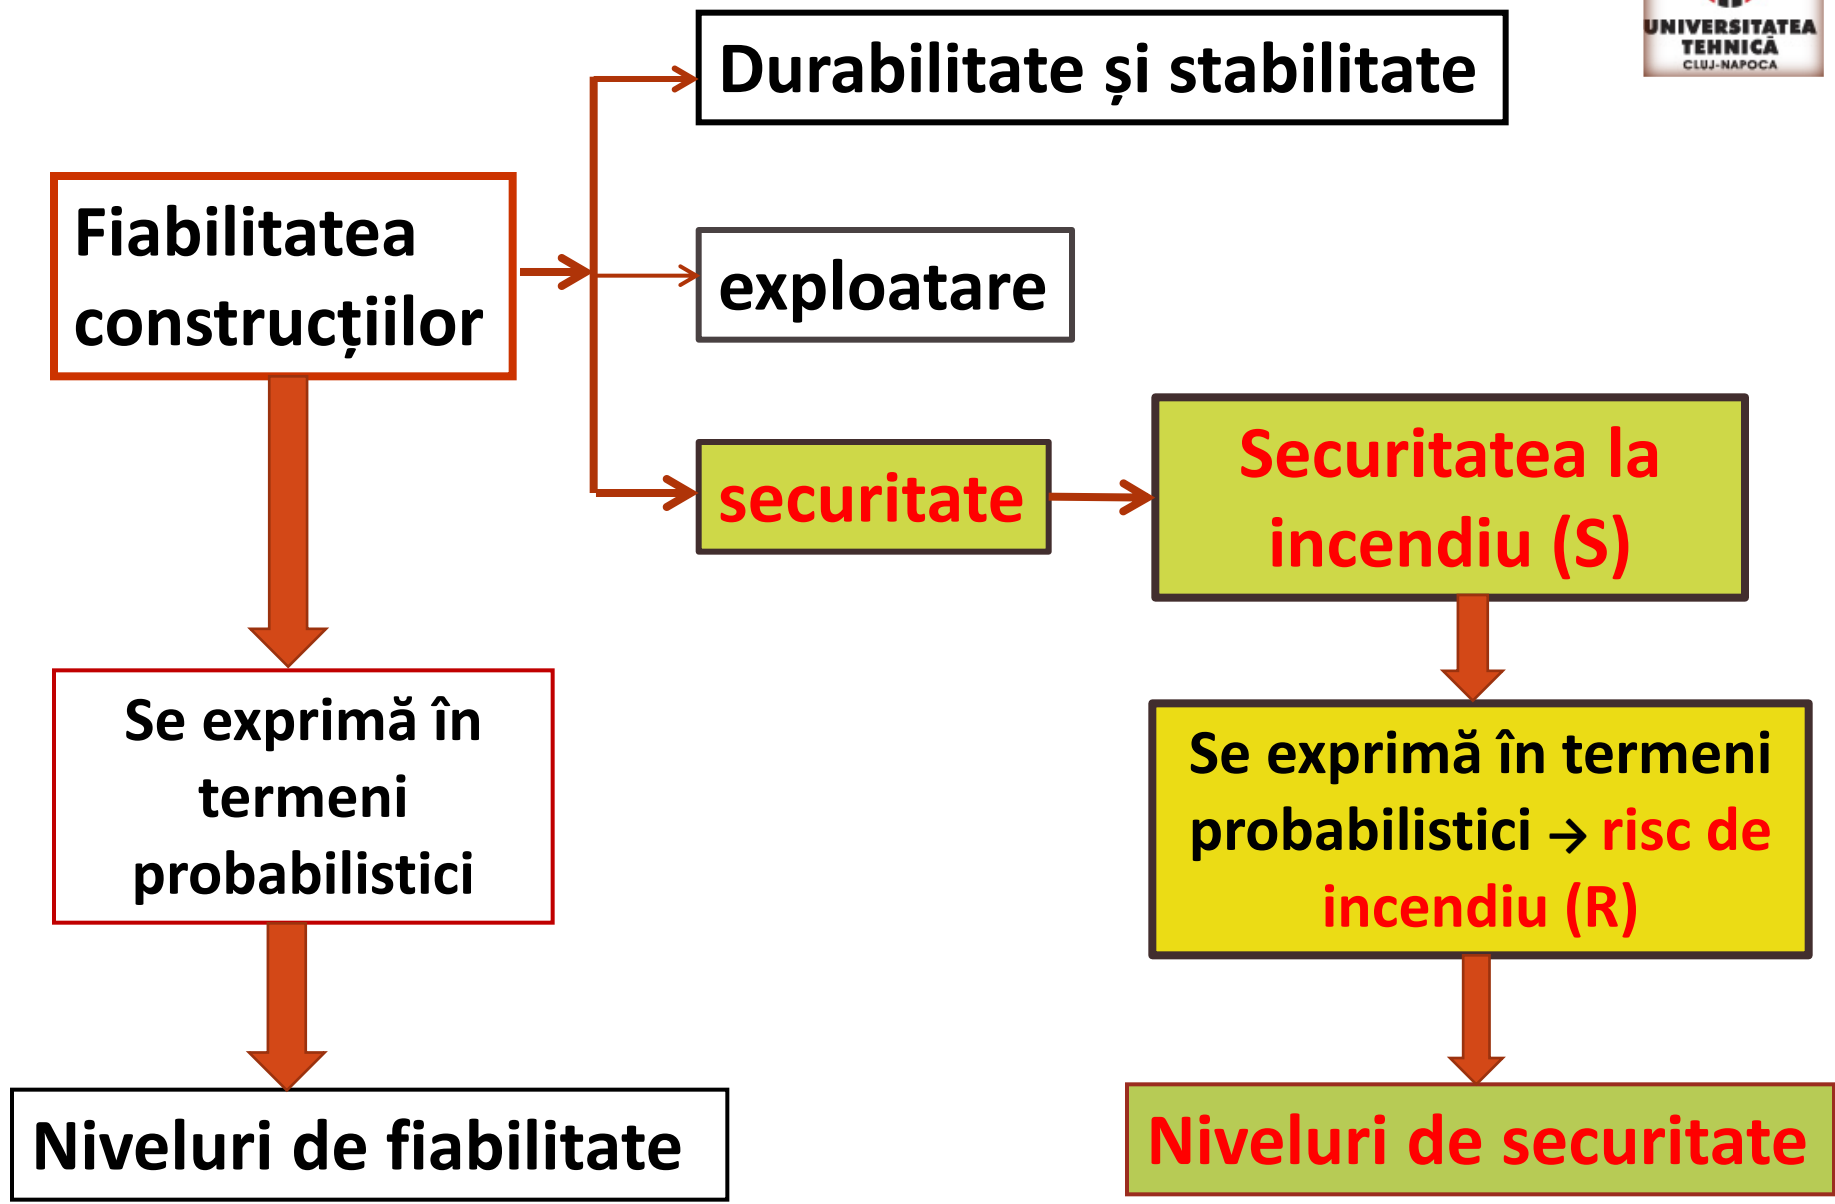 UNIVERSITATEA
TEHNICĂ
CLUJ-NAPOCA
Durabilitate și stabilitate
Fiabilitatea
construcțiilor
exploatare
securitate
Securitatea la
incendiu (S)
Se exprimă în
termeni
probabilistici
Se exprimă în termeni
probabilistici → risc de
incendiu (R)
Niveluri de fiabilitate
Niveluri de securitate